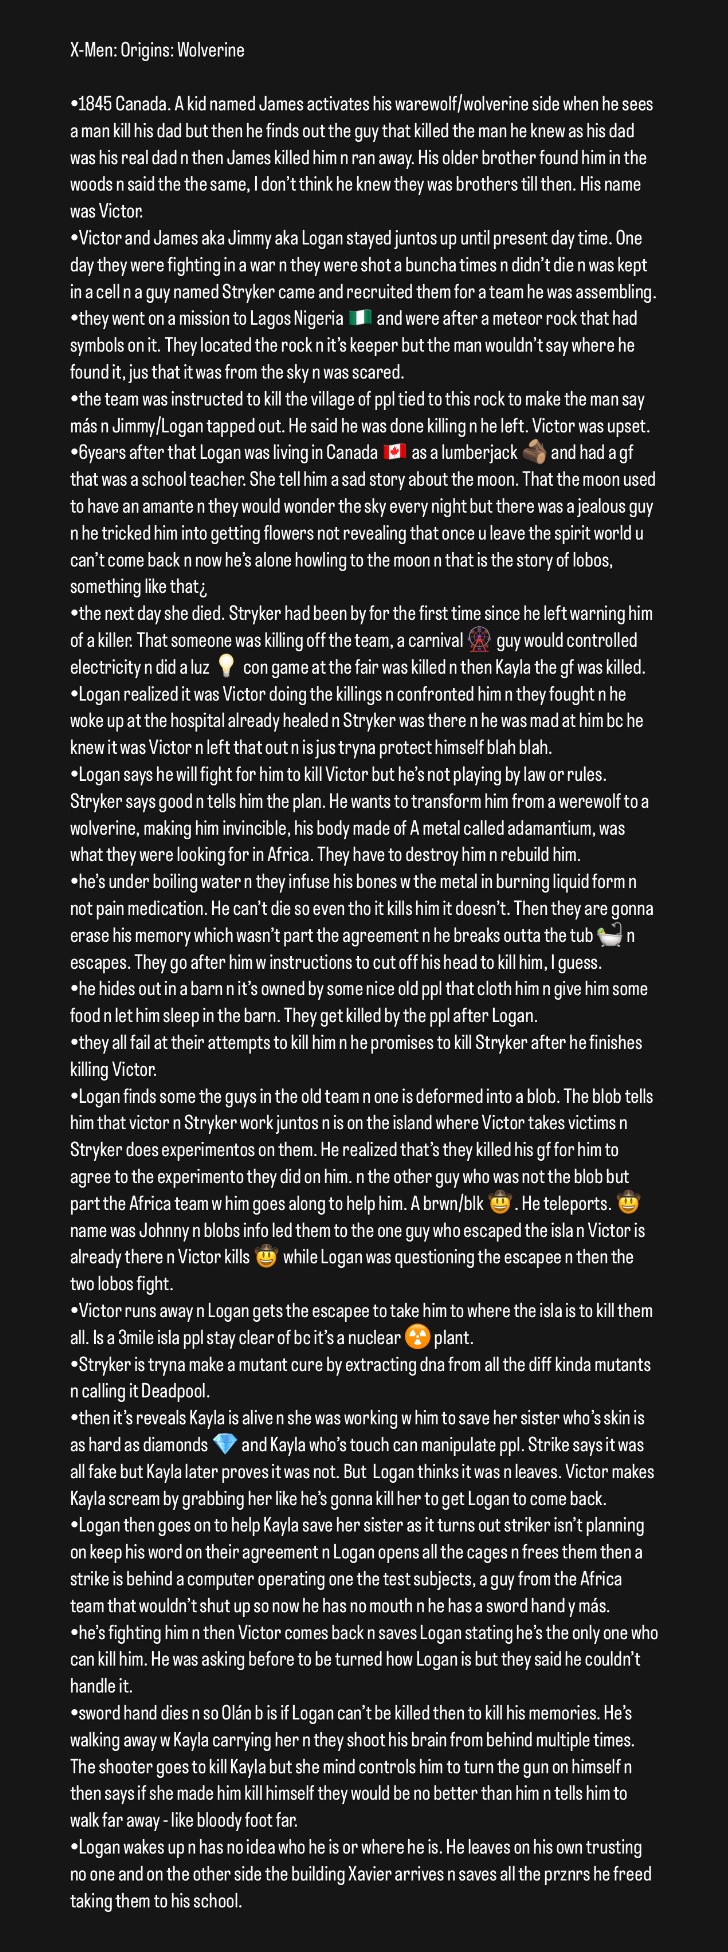 X-Men: Origins: Wolverine
•1845 Canada. A kid named James activates his warewolf/wolverine side when he sees
a man kill his dad but then he finds out the guy that killed the man he knew as his dad
was his real dad n then James killed him n ran away. His older brother found him in the
woods n said the the same, I don't think he knew they was brothers till then. His name
was Victor.
•Victor and James aka Jimmy aka Logan stayed juntos up until present day time. One
day they were fighting in a war n they were shot a buncha times n didn't die n was kept
in a cell n a guy named Stryker came and recruited them for a team he was assembling.
•they went on a mission to Lagos Nigeria 🇳🇬 and were after a meteor rock that had
symbols on it. They located the rock n it's keeper but the man wouldn't say where he
found it, jus that it was from the sky n was scared.
•the team was instructed to kill the village of ppl tied to this rock to make the man say
más n Jimmy/Logan tapped out. He said he was done killing n he left. Victor was upset.
•6years after that Logan was living in Canada 🇨🇦 as a lumberjack 🪵 and had a gf
that was a school teacher. She tell him a sad story about the moon. That the moon used
to have an amante n they would wonder the sky every night but there was a jealous guy
n he tricked him into getting flowers not revealing that once u leave the spirit world u
can't come back n now he's alone howling to the moon n that is the story of lobos,
something like that¿
•the next day she died. Stryker had been by for the first time since he left warning him
of a killer. That someone was killing off the team, a carnival 🎡 guy would controlled
electricity n did a luz 💡 con game at the fair was killed n then Kayla the gf was killed.
•Logan realized it was Victor doing the killings n confronted him n they fought n he
woke up at the hospital already healed n Stryker was there n he was mad at him bc he
knew it was Victor n left that out n is jus tryna protect himself blah blah.
•Logan says he will fight for him to kill Victor but he's not playing by law or rules.
Stryker says good n tells him the plan. He wants to transform him from a werewolf to a
wolverine, making him invincible, his body made of A metal called adamantium, was
what they were looking for in Africa. They have to destroy him n rebuild him.
•he's under boiling water n they infuse his bones w the metal in burning liquid form n
not pain medication. He can't die so even tho it kills him it doesn't. Then they are gonna
erase his memory which wasn't part the agreement n he breaks outta the tub 🛀 n
escapes. They go after him w instructions to cut off his head to kill him, I guess.
•he hides out in a barn n it's owned by some nice old ppl that cloth him n give him some
food n let him sleep in the barn. They get killed by the ppl after Logan.
•they all fail at their attempts to kill him n he promises to kill Stryker after he finishes
killing Victor.
•Logan finds some the guys in the old team n one is deformed into a blob. The blob tells
him that victor n Stryker work juntos n is on the island where Victor takes victims n
Stryker does experimentos on them. He realized that's they killed his gf for him to
agree to the experimento they did on him. n the other guy who was not the blob but
part the Africa team w him goes along to help him. A brwn/blk 🤠 . He teleports. 🤠
name was Johnny n blobs info led them to the one guy who escaped the isla n Victor is
already there n Victor kills 🤠 while Logan was questioning the escapee n then the
two lobos fight.
•Victor runs away n Logan gets the escapee to take him to where the isla is to kill them
all. Is a 3mile isla ppl stay clear of bc it's a nuclear ☢️ plant.
•Stryker is tryna make a mutant cure by extracting dna from all the diff kinda mutants
n calling it Deadpool.
•then it's reveals Kayla is alive n she was working w him to save her sister who's skin is
as hard as diamonds 💎 and Kayla who's touch can manipulate ppl. Strike says it was
all fake but Kayla later proves it was not. But  Logan thinks it was n leaves. Victor makes
Kayla scream by grabbing her like he's gonna kill her to get Logan to come back.
•Logan then goes on to help Kayla save her sister as it turns out striker isn't planning
on keep his word on their agreement n Logan opens all the cages n frees them then a
strike is behind a computer operating one the test subjects, a guy from the Africa
team that wouldn't shut up so now he has no mouth n he has a sword hand y más.
•he's fighting him n then Victor comes back n saves Logan stating he's the only one who
can kill him. He was asking before to be turned how Logan is but they said he couldn't
handle it.
•sword hand dies n so Olán b is if Logan can't be killed then to kill his memories. He's
walking away w Kayla carrying her n they shoot his brain from behind multiple times.
The shooter goes to kill Kayla but she mind controls him to turn the gun on himself n
then says if she made him kill himself they would be no better than him n tells him to
walk far away - like bloody foot far.
•Logan wakes up n has no idea who he is or where he is. He leaves on his own trusting
no one and on the other side the building Xavier arrives n saves all the prznrs he freed
taking them to his school.